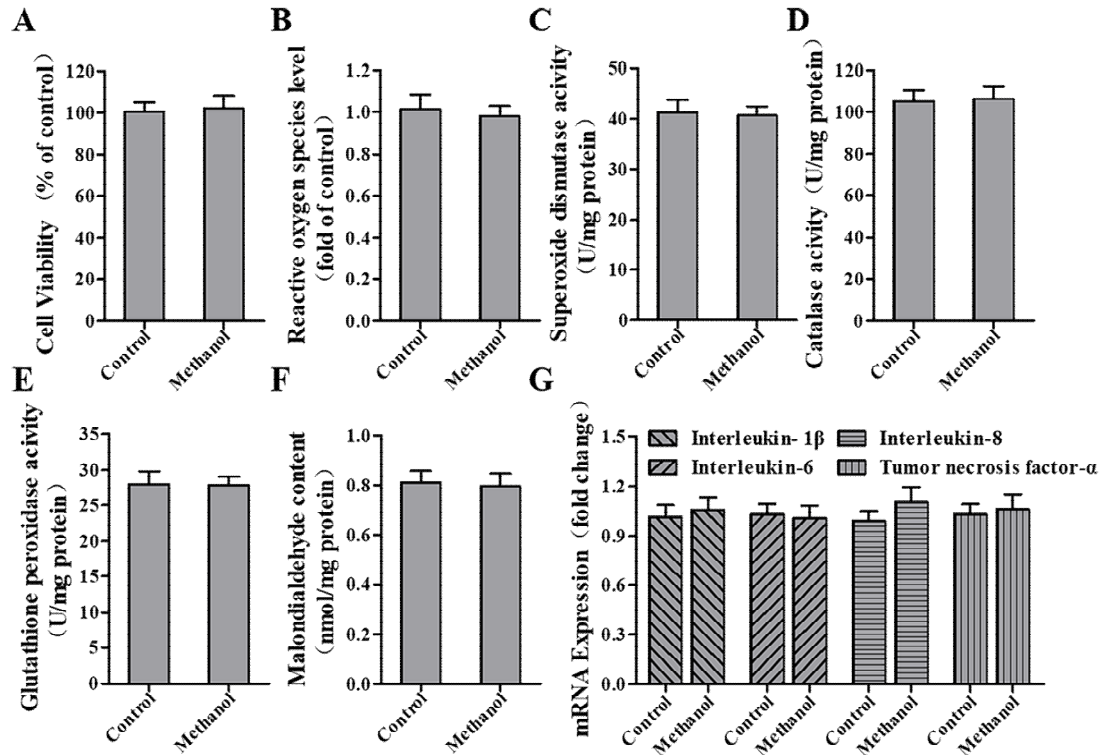 A
Cell Viability (% of control)
120
100
80
60
40
20
0
Control
Methanol
B
Reactive oxygen species level
(fold of control)
1.2
1.0
0.8
0.6
0.4
0.2
0.0
Control
Methanol
C
Superoxide dismutase acivity
(U/mg protein)
50
40
30
20
10
0
Control
Methanol
D
Catalase acivity (U/mg protein)
120
100
80
60
40
20
0
Control
Methanol
E
Glutathione peroxidase acivity
(U/mg protein)
35
30
25
20
15
10
5
0
Control
Methanol
F
Malondialdehyde content
(nmol/mg protein)
1.0
0.8
0.6
0.4
0.2
0.0
Control
Methanol
G
mRNA Expression (fold change)
1.5
1.2
0.9
0.6
0.3
0.0
Interleukin- 1β
Interleukin-8
Interleukin-6
Tumor necrosis factor-α
Control
Methanol
Control
Methanol
Control
Methanol
Control
Methanol